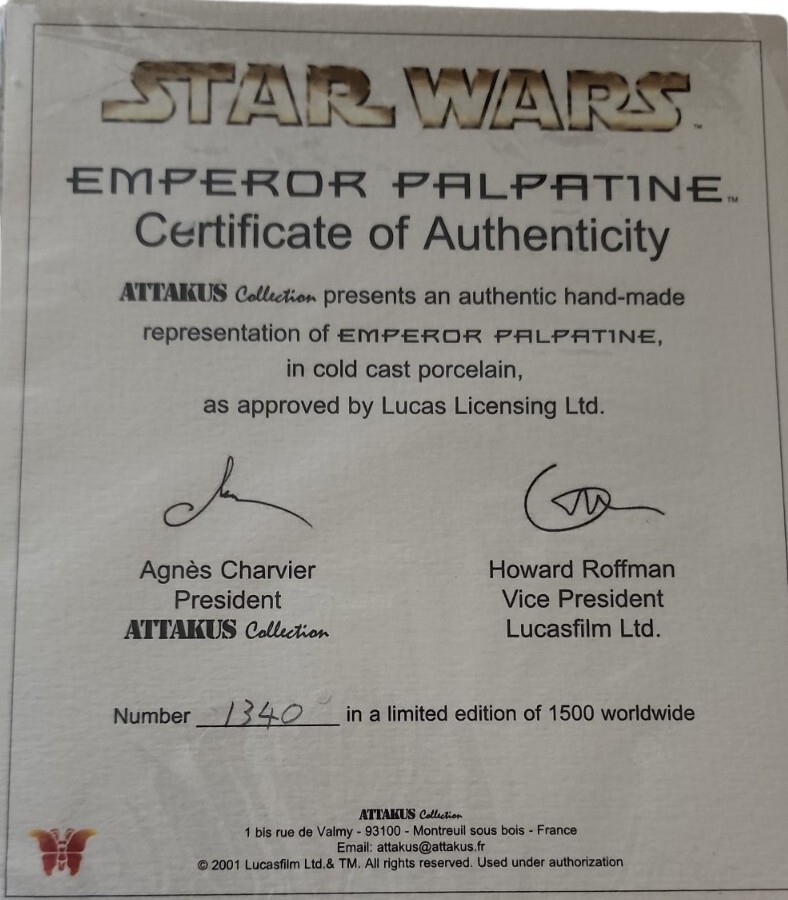 STAR WARS™
EMPEROR PALPATINE™
Certificate of Authenticity
ATTAKUS Collection presents an authentic hand-made
representation of EMPEROR PALPATINE,
in cold cast porcelain,
as approved by Lucas Licensing Ltd.
Agnès Charvier
President
ATTAKUS Collection
Howard Roffman
Vice President
Lucasfilm Ltd.
Number 1340 in a limited edition of 1500 worldwide
ATTAKUS Collection
1 bis rue de Valmy - 93100 - Montreuil sous bois - France
Email: attakus@attakus.fr
© 2001 Lucasfilm Ltd.& TM. All rights reserved. Used under authorization